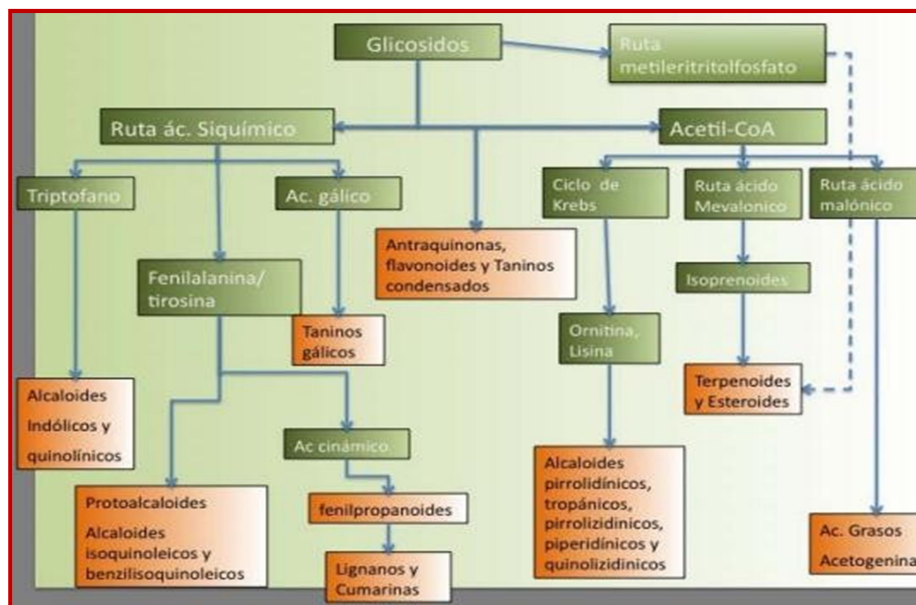 Glicosidos
Ruta
metileritritolfosfato
Ruta ác. Siquímico
Acetil-CoA
Triptofano
Ac. gálico
Ciclo de
Krebs
Ruta ácido
Mevalonico
Ruta ácido
malónico
Antraquinonas,
flavonoides y Taninos
condensados
Fenilalanina/
tirosina
Isoprenoides
Taninos
gálicos
Ornitina,
Lisina
Terpenoides
y Esteroides
Alcaloides
Indólicos y
quinolínicos
Ac cinámico
Protoalcaloides
Alcaloides
isoquinoleicos y
benzilisoquinoleicos
fenilpropanoides
Lignanos y
Cumarinas
Alcaloides
pirrolidínicos,
tropánicos,
pirrolizidinicos,
piperidínicos y
quinolizidinicos
Ac. Grasos
Acetogenina